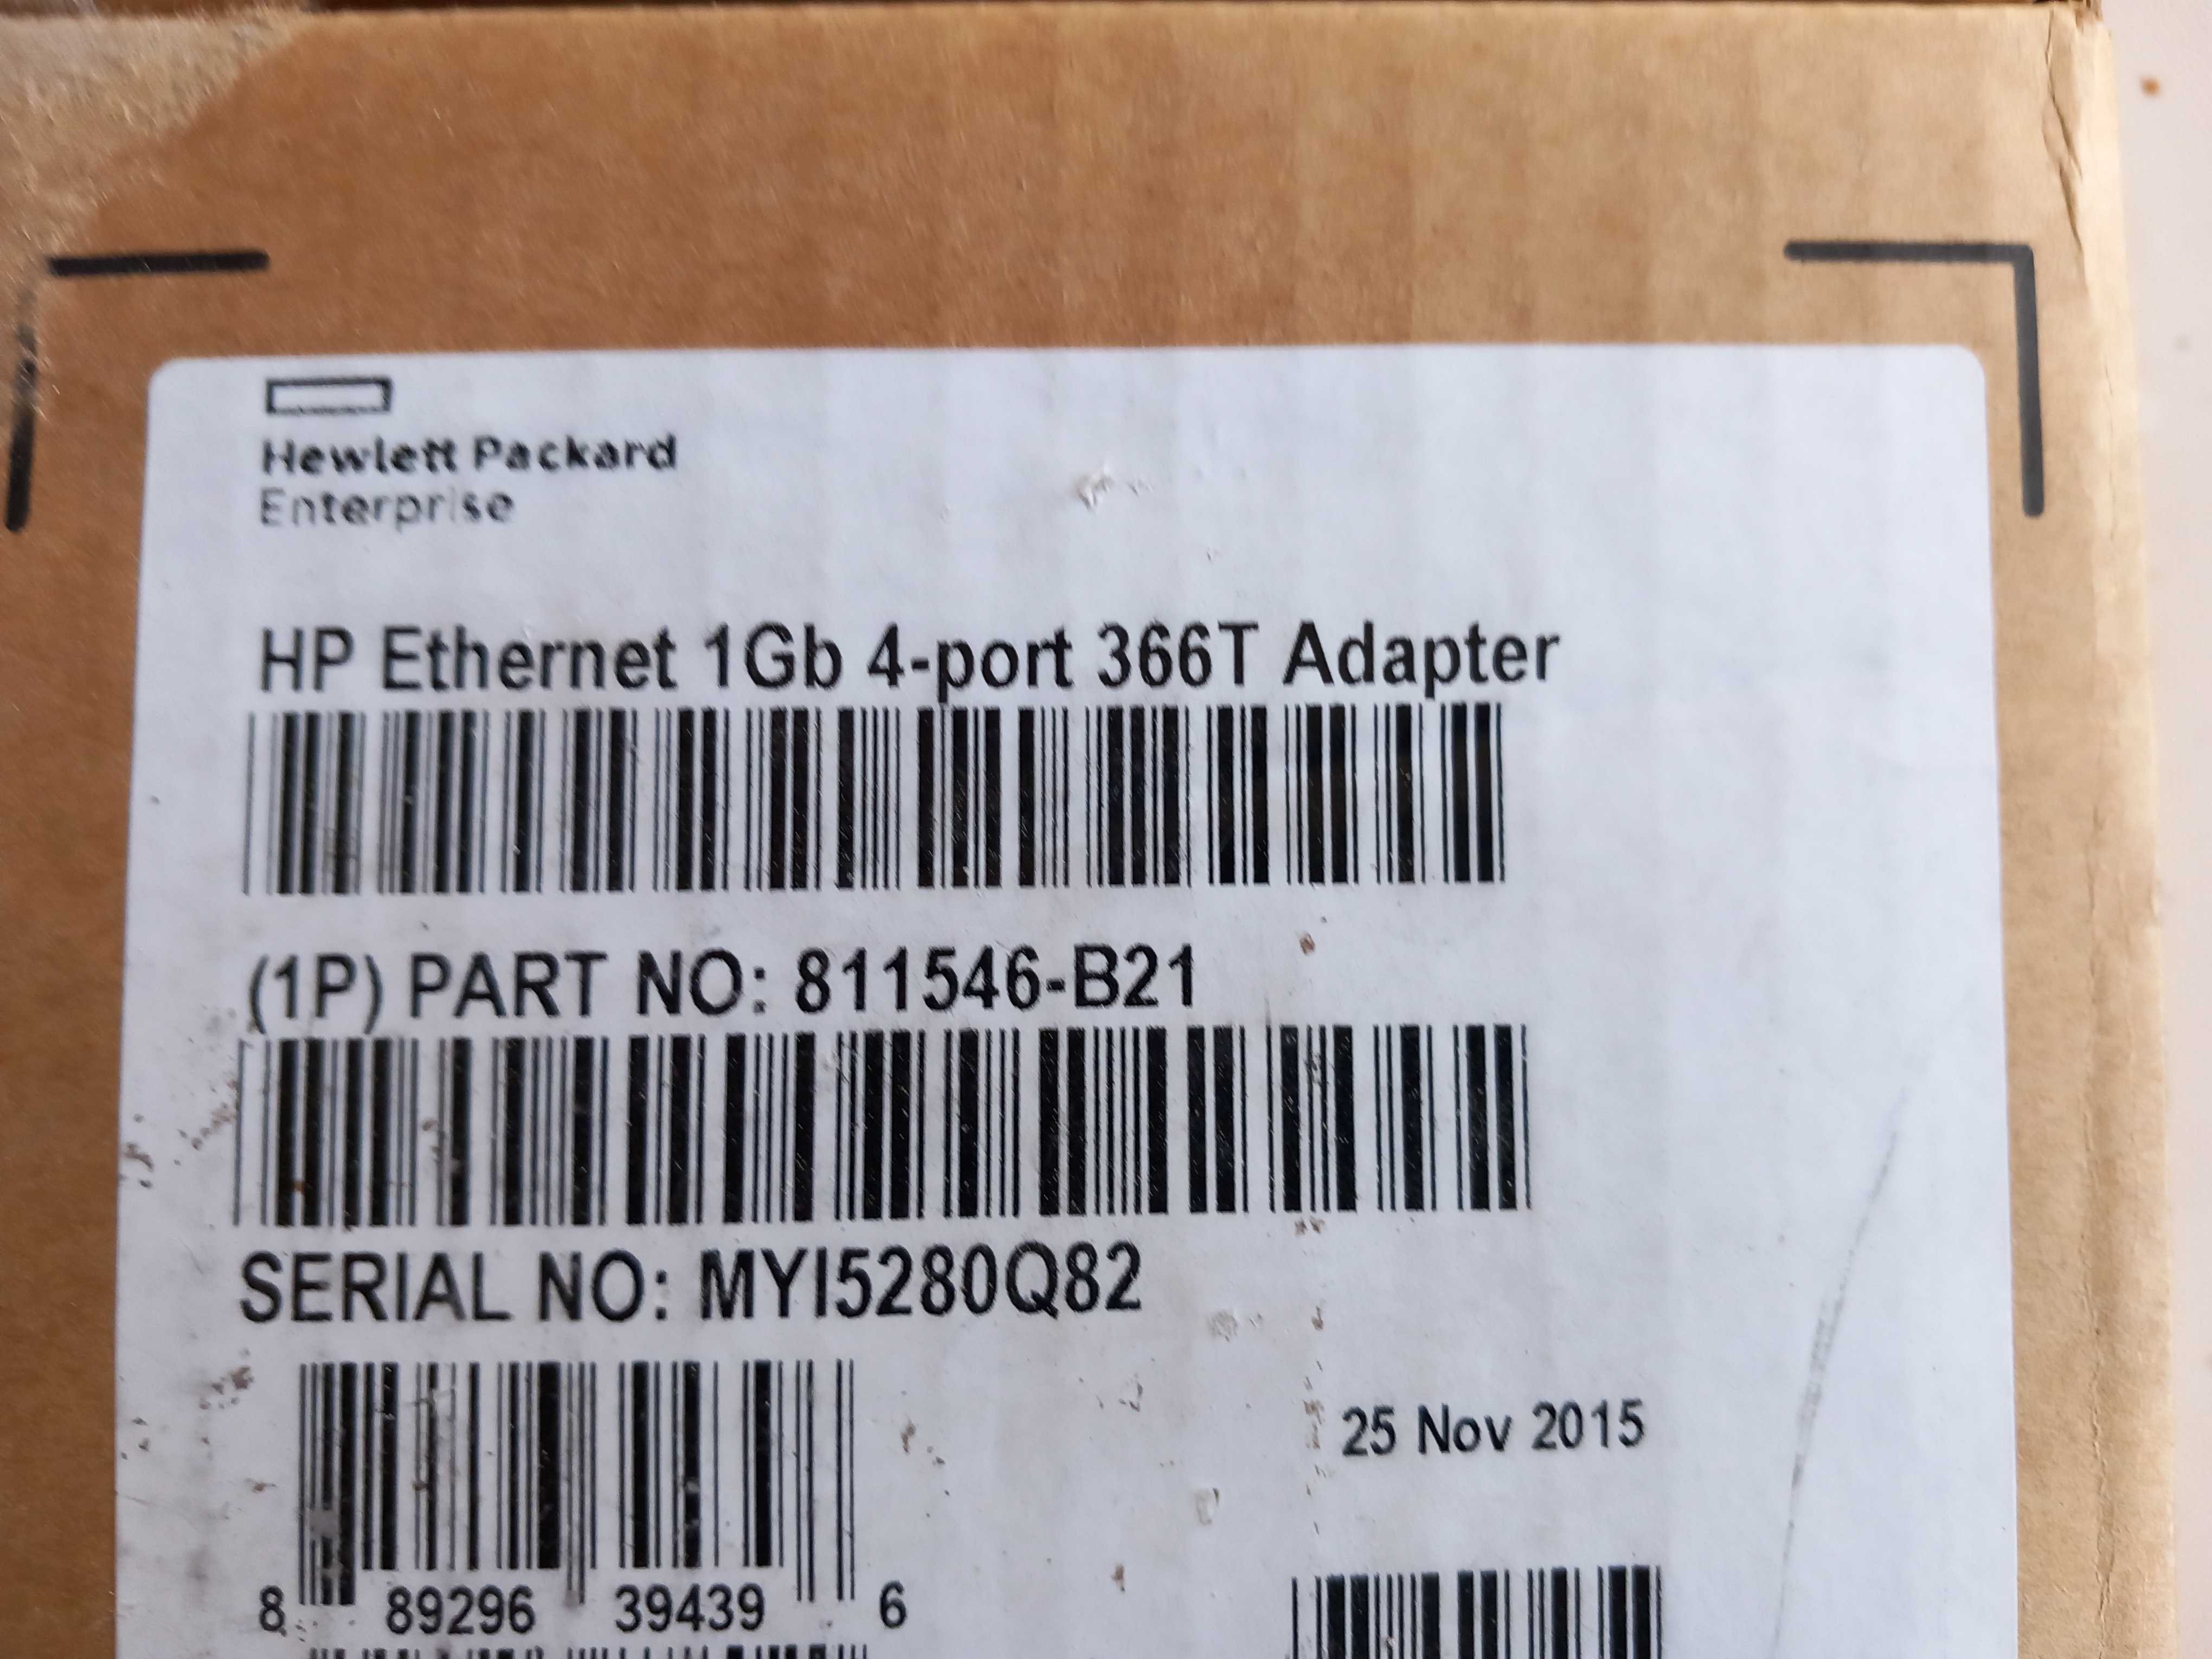 Hewlett Packard
Enterprise
HP Ethernet 1Gb 4-port 366T Adapter
(1P) PART NO: 811546-B21
SERIAL NO: MYI5280Q82
25 Nov 2015
8 89296 39439 6